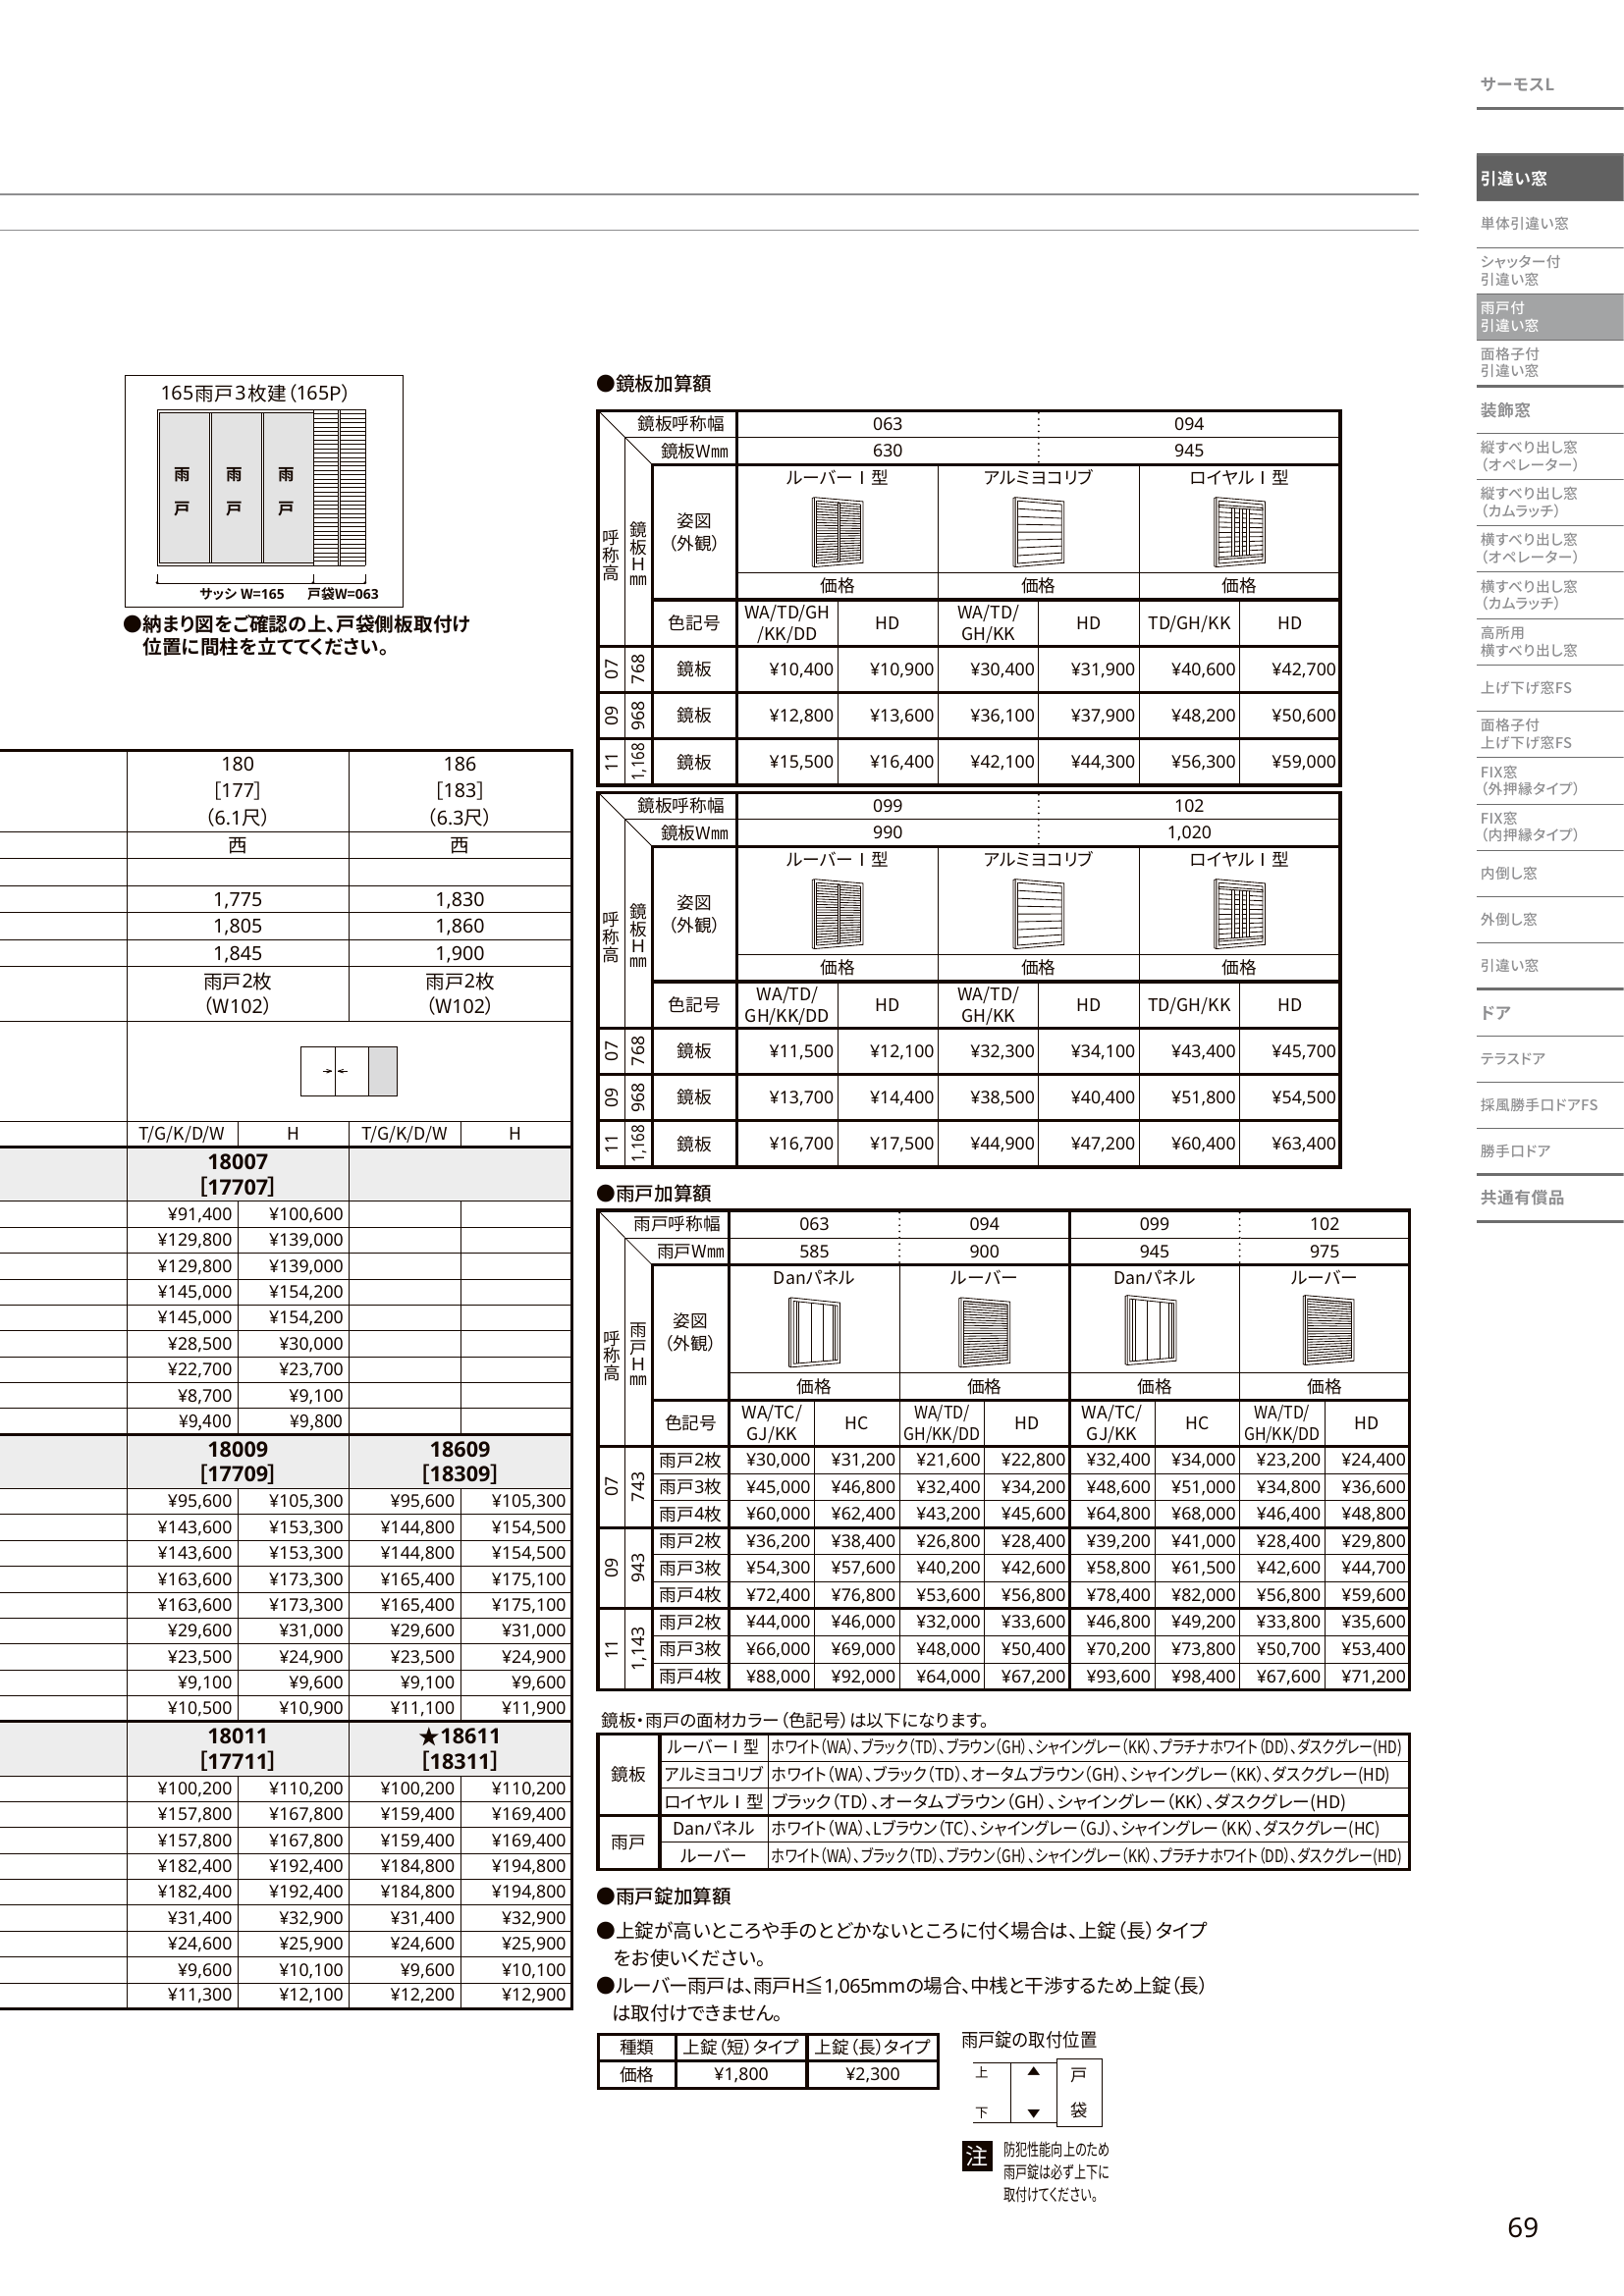 サーモスL
引違い窓
単体引違い窓
シャッター付
引違い窓
雨戸付
引違い窓
面格子付
引違い窓
装飾窓
縦すべり出し窓
（オペレーター）
縦すべり出し窓
（カムラッチ）
横すべり出し窓
（オペレーター）
横すべり出し窓
（カムラッチ）
高所用
横すべり出し窓
上げ下げ窓FS
面格子付
上げ下げ窓FS
FIX窓
（外押縁タイプ）
FIX窓
（内押縁タイプ）
内倒し窓
外倒し窓
引違い窓
ドア
テラスドア
採風勝手口ドアFS
勝手口ドア
共通有償品
165雨戸3枚建（165P）
雨戸 雨戸 雨戸
サッシ W=165 戸袋W=063
●納まり図をご確認の上、戸袋側板取付け
位置に間柱を立ててください。
180 186
［177］ ［183］
（6.1尺） （6.3尺）
西 西
1,775 1,830
1,805 1,860
1,845 1,900
雨戸2枚 雨戸2枚
（W102） （W102）
T/G/K/D/W H T/G/K/D/W H
18007
［17707］
¥91,400 ¥100,600
¥129,800 ¥139,000
¥129,800 ¥139,000
¥145,000 ¥154,200
¥145,000 ¥154,200
¥28,500 ¥30,000
¥22,700 ¥23,700
¥8,700 ¥9,100
¥9,400 ¥9,800
18009 18609
［17709］ ［18309］
¥95,600 ¥105,300 ¥95,600 ¥105,300
¥143,600 ¥153,300 ¥144,800 ¥154,500
¥143,600 ¥153,300 ¥144,800 ¥154,500
¥163,600 ¥173,300 ¥165,400 ¥175,100
¥163,600 ¥173,300 ¥165,400 ¥175,100
¥29,600 ¥31,000 ¥29,600 ¥31,000
¥23,500 ¥24,900 ¥23,500 ¥24,900
¥9,100 ¥9,600 ¥9,100 ¥9,600
¥10,500 ¥10,900 ¥11,100 ¥11,900
18011 ★18611
［17711］ ［18311］
¥100,200 ¥110,200 ¥100,200 ¥110,200
¥157,800 ¥167,800 ¥159,400 ¥169,400
¥157,800 ¥167,800 ¥159,400 ¥169,400
¥182,400 ¥192,400 ¥184,800 ¥194,800
¥182,400 ¥192,400 ¥184,800 ¥194,800
¥31,400 ¥32,900 ¥31,400 ¥32,900
¥24,600 ¥25,900 ¥24,600 ¥25,900
¥9,600 ¥10,100 ¥9,600 ¥10,100
¥11,300 ¥12,100 ¥12,200 ¥12,900
●鏡板加算額
鏡板呼称幅 063 094
鏡板W㎜ 630 945
呼称高 鏡板H㎜ 姿図（外観） ルーバーⅠ型 アルミヨコリブ ロイヤルⅠ型
価格 価格 価格
色記号 WA/TD/GH/KK/DD HD WA/TD/GH/KK HD TD/GH/KK HD
07 768 鏡板 ¥10,400 ¥10,900 ¥30,400 ¥31,900 ¥40,600 ¥42,700
09 968 鏡板 ¥12,800 ¥13,600 ¥36,100 ¥37,900 ¥48,200 ¥50,600
11 1,168 鏡板 ¥15,500 ¥16,400 ¥42,100 ¥44,300 ¥56,300 ¥59,000
鏡板呼称幅 099 102
鏡板W㎜ 990 1,020
呼称高 鏡板H㎜ 姿図（外観） ルーバーⅠ型 アルミヨコリブ ロイヤルⅠ型
価格 価格 価格
色記号 WA/TD/GH/KK/DD HD WA/TD/GH/KK HD TD/GH/KK HD
07 768 鏡板 ¥11,500 ¥12,100 ¥32,300 ¥34,100 ¥43,400 ¥45,700
09 968 鏡板 ¥13,700 ¥14,400 ¥38,500 ¥40,400 ¥51,800 ¥54,500
11 1,168 鏡板 ¥16,700 ¥17,500 ¥44,900 ¥47,200 ¥60,400 ¥63,400
●雨戸加算額
雨戸呼称幅 063 094 099 102
雨戸W㎜ 585 900 945 975
呼称高 雨戸H㎜ 姿図（外観） Danパネル ルーバー Danパネル ルーバー
価格 価格 価格 価格
色記号 WA/TC/GJ/KK HC WA/TD/GH/KK/DD HD WA/TC/GJ/KK HC WA/TD/GH/KK/DD HD
07 743 雨戸2枚 ¥30,000 ¥31,200 ¥21,600 ¥22,800 ¥32,400 ¥34,000 ¥23,200 ¥24,400
雨戸3枚 ¥45,000 ¥46,800 ¥32,400 ¥34,200 ¥48,600 ¥51,000 ¥34,800 ¥36,600
雨戸4枚 ¥60,000 ¥62,400 ¥43,200 ¥45,600 ¥64,800 ¥68,000 ¥46,400 ¥48,800
09 943 雨戸2枚 ¥36,200 ¥38,400 ¥26,800 ¥28,400 ¥39,200 ¥41,000 ¥28,400 ¥29,800
雨戸3枚 ¥54,300 ¥57,600 ¥40,200 ¥42,600 ¥58,800 ¥61,500 ¥42,600 ¥44,700
雨戸4枚 ¥72,400 ¥76,800 ¥53,600 ¥56,800 ¥78,400 ¥82,000 ¥56,800 ¥59,600
11 1,143 雨戸2枚 ¥44,000 ¥46,000 ¥32,000 ¥33,600 ¥46,800 ¥49,200 ¥33,800 ¥35,600
雨戸3枚 ¥66,000 ¥69,000 ¥48,000 ¥50,400 ¥70,200 ¥73,800 ¥50,700 ¥53,400
雨戸4枚 ¥88,000 ¥92,000 ¥64,000 ¥67,200 ¥93,600 ¥98,400 ¥67,600 ¥71,200
鏡板・雨戸の面材カラー（色記号）は以下になります。
鏡板 ルーバーⅠ型 ホワイト（WA）、ブラック（TD）、ブラウン（GH）、シャイングレー（KK）、プラチナホワイト（DD）、ダスクグレー(HD)
アルミヨコリブ ホワイト（WA）、ブラック（TD）、オータムブラウン（GH）、シャイングレー（KK）、ダスクグレー(HD)
ロイヤルⅠ型 ブラック（TD）、オータムブラウン（GH）、シャイングレー（KK）、ダスクグレー(HD)
雨戸 Danパネル ホワイト（WA）、Lブラウン（TC）、シャイングレー（GJ）、シャイングレー（KK）、ダスクグレー(HC)
ルーバー ホワイト（WA）、ブラック（TD）、ブラウン（GH）、シャイングレー（KK）、プラチナホワイト（DD）、ダスクグレー(HD)
●雨戸錠加算額
●上錠が高いところや手のとどかないところに付く場合は、上錠（長）タイプ
をお使いください。
●ルーバー雨戸は、雨戸H≦1,065mmの場合、中桟と干渉するため上錠（長）
は取付けできません。
種類 上錠（短）タイプ 上錠（長）タイプ
価格 ¥1,800 ¥2,300
雨戸錠の取付位置
上 ▲ 戸
下 ▼ 袋
注 防犯性能向上のため
雨戸錠は必ず上下に
取付けてください。
69